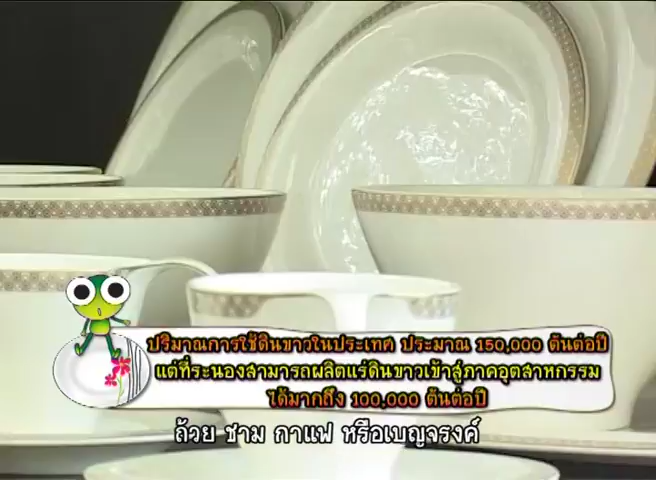 ปริมาณการใช้ดินขาวในประเทศ ประมาณ 150,000 ตันต่อปี
แต่ที่ระนองสามารถผลิตแร่ดินขาวเข้าสู่ภาคอุตสาหกรรม
ได้มากถึง 100,000 ตันต่อปี
ถ้วย ชาม กาแฟ หรือเบญจรงค์